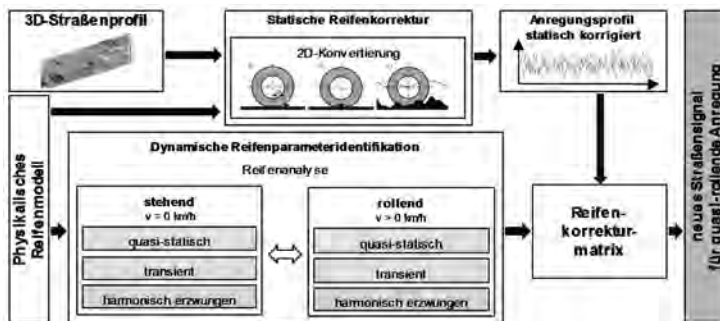 3D-Straßenprofil
Statische Reifenkorrektur
2D-Konvertierung
Anregungsprofil
statisch korrigiert
Physikalisches
Reifenmodell
Dynamische Reifenparameteridentifikation
Reifenanalyse
stehend
v = 0 km/h
quasi-statisch
transient
harmonisch erzwungen
rollend
v > 0 km/h
quasi-statisch
transient
harmonisch erzwungen
Reifen-
korrektur-
matrix
neues Straßensignal
für quasi-rollende Anregung